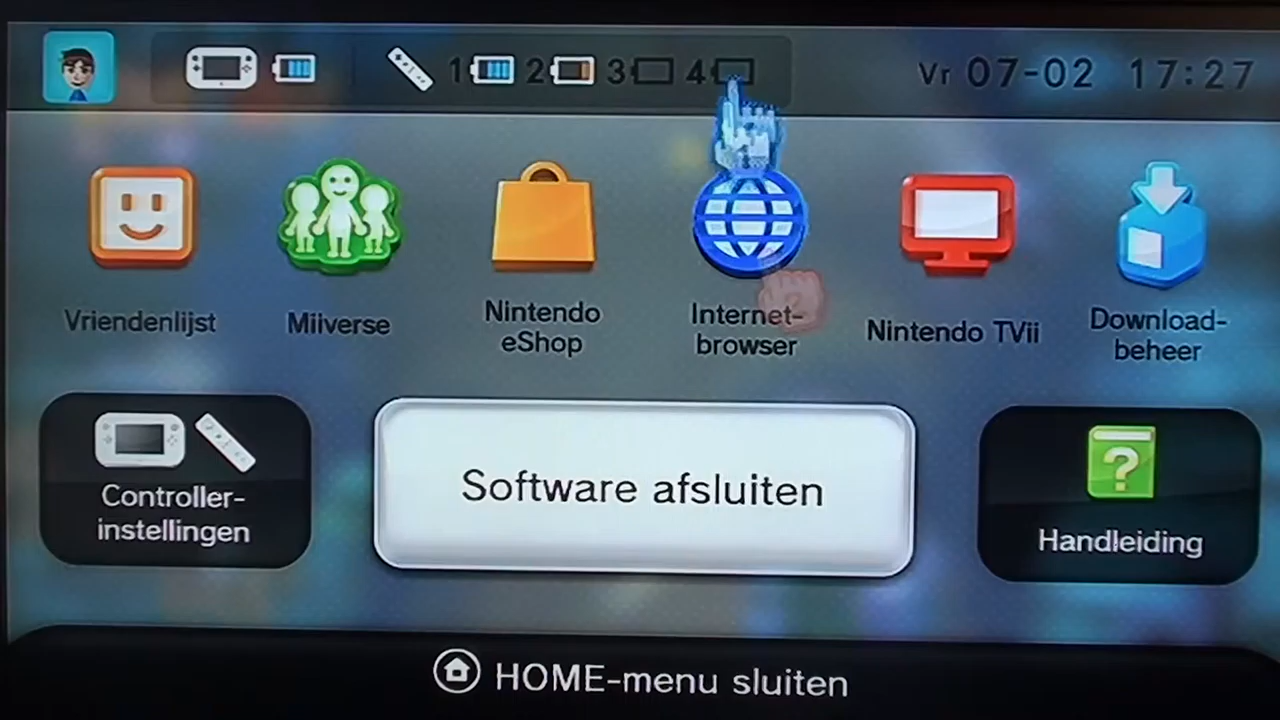 1 2 3 4 Vr 07-02 17:27
Vriendenlijst
Miiverse
Nintendo
eShop
Internet-
browser
Nintendo TVii
Download-
beheer
Controller-
instellingen
Software afsluiten
?
Handleiding
HOME-menu sluiten